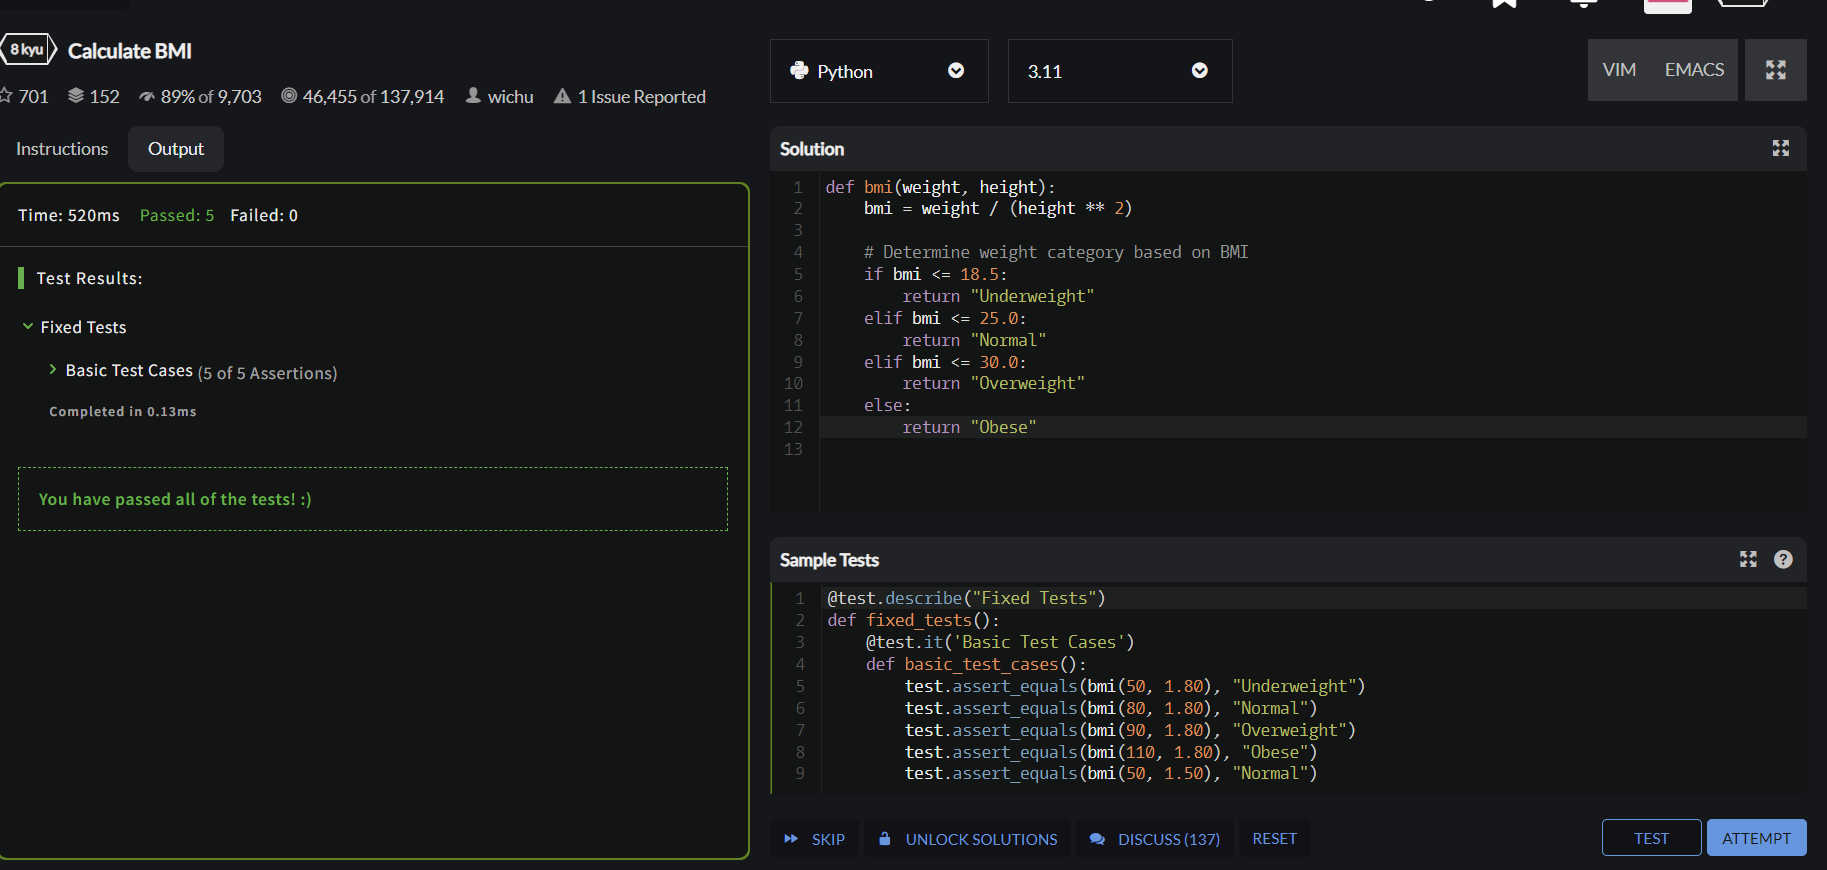 8 kyu Calculate BMI
701 152 89% of 9,703 46,455 of 137,914 wichu 1 Issue Reported
Instructions Output
Time: 520ms Passed: 5 Failed: 0
Test Results:
Fixed Tests
Basic Test Cases (5 of 5 Assertions)
Completed in 0.13ms
You have passed all of the tests! :)
Python 3.11 VIM EMACS
Solution
1 def bmi(weight, height):
2     bmi = weight / (height ** 2)
3
4     # Determine weight category based on BMI
5     if bmi <= 18.5:
6         return "Underweight"
7     elif bmi <= 25.0:
8         return "Normal"
9     elif bmi <= 30.0:
10         return "Overweight"
11     else:
12         return "Obese"
13
Sample Tests
1 @test.describe("Fixed Tests")
2 def fixed_tests():
3     @test.it('Basic Test Cases')
4     def basic_test_cases():
5         test.assert_equals(bmi(50, 1.80), "Underweight")
6         test.assert_equals(bmi(80, 1.80), "Normal")
7         test.assert_equals(bmi(90, 1.80), "Overweight")
8         test.assert_equals(bmi(110, 1.80), "Obese")
9         test.assert_equals(bmi(50, 1.50), "Normal")
SKIP UNLOCK SOLUTIONS DISCUSS (137) RESET TEST ATTEMPT